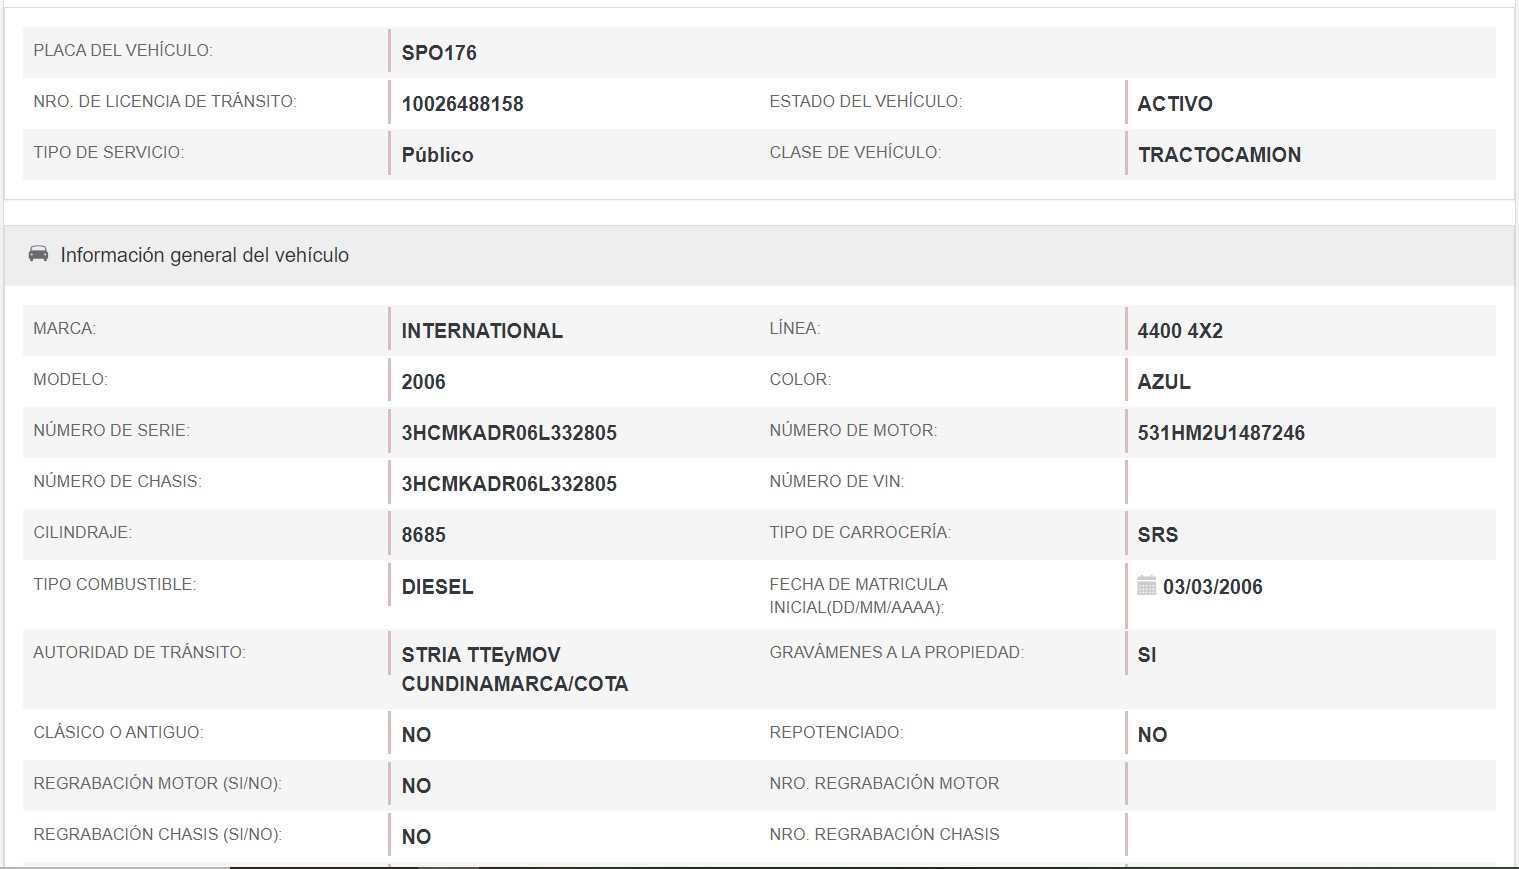 PLACA DEL VEHÍCULO: SPO176
NRO. DE LICENCIA DE TRÁNSITO: 10026488158 ESTADO DEL VEHÍCULO: ACTIVO
TIPO DE SERVICIO: Público CLASE DE VEHÍCULO: TRACTOCAMION
Información general del vehículo
MARCA: INTERNATIONAL LÍNEA: 4400 4X2
MODELO: 2006 COLOR: AZUL
NÚMERO DE SERIE: 3HCMKADR06L332805 NÚMERO DE MOTOR: 531HM2U1487246
NÚMERO DE CHASIS: 3HCMKADR06L332805 NÚMERO DE VIN:
CILINDRAJE: 8685 TIPO DE CARROCERÍA: SRS
TIPO COMBUSTIBLE: DIESEL FECHA DE MATRICULA
INICIAL(DD/MM/AAAA): 03/03/2006
AUTORIDAD DE TRÁNSITO: STRIA TTEyMOV
CUNDINAMARCA/COTA GRAVÁMENES A LA PROPIEDAD: SI
CLÁSICO O ANTIGUO: NO REPOTENCIADO: NO
REGRABACIÓN MOTOR (SI/NO): NO NRO. REGRABACIÓN MOTOR
REGRABACIÓN CHASIS (SI/NO): NO NRO. REGRABACIÓN CHASIS